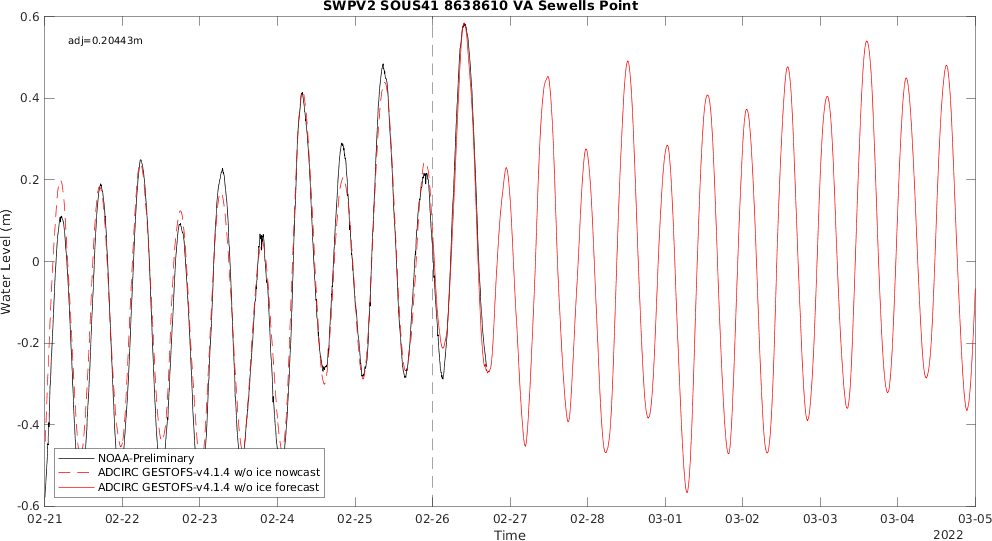 SWPV2 SOUS41 8638610 VA Sewells Point
adj=0.20443m
0.6
0.4
0.2
0
-0.2
-0.4
-0.6
Water Level (m)
NOAA-Preliminary
ADCIRC GESTOFS-v4.1.4 w/o ice nowcast
ADCIRC GESTOFS-v4.1.4 w/o ice forecast
02-21 02-22 02-23 02-24 02-25 02-26 02-27 02-28 03-01 03-02 03-03 03-04 03-05
Time
2022